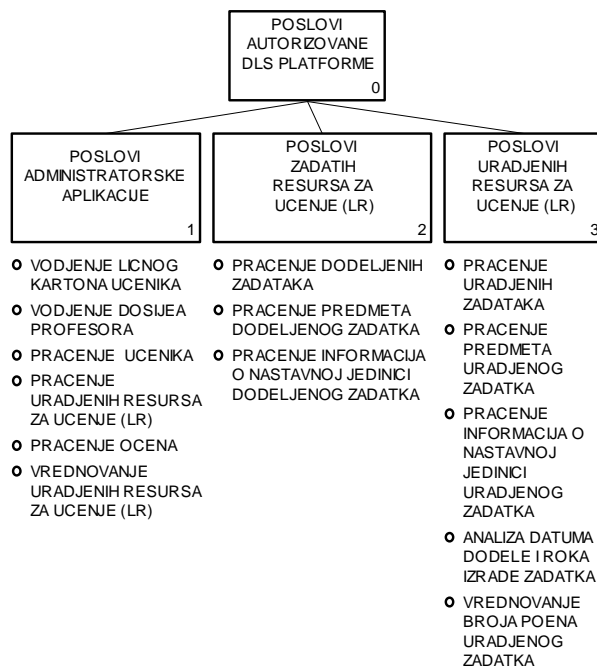 POSLOVI
AUTORIZOVANE
DLS PLATFORME
0
POSLOVI
ADMINISTRATORSKE
APLIKACIJE
1
POSLOVI
ZADATIH
RESURSA ZA
UCENJE (LR)
2
POSLOVI
URADJENIH
RESURSA ZA
UCENJE (LR)
3
VODJENJE LICNOG
KARTONA UCENIKA
VODJENJE DOSIJEA
PROFESORA
PRACENJE UCENIKA
PRACENJE
URADJENIH RESURSA
ZA UCENJE (LR)
PRACENJE OCENA
VREDNOVANJE
URADJENIH RESURSA
ZA UCENJE (LR)
PRACENJE DODELJENIH
ZADATAKA
PRACENJE PREDMETA
DODELJENOG ZADATKA
PRACENJE INFORMACIJA
O NASTAVNOJ JEDINICI
DODELJENOG ZADATKA
PRACENJE
URADJENIH
ZADATAKA
PRACENJE
PREDMETA
URADJENOG
ZADATKA
PRACENJE
INFORMACIJA O
NASTAVNOJ
JEDINICI
URADJENOG
ZADATKA
ANALIZA DATUMA
DODELE I ROKA
IZRADE ZADATKA
VREDNOVANJE
BROJA POENA
URADJENOG
ZADATKA